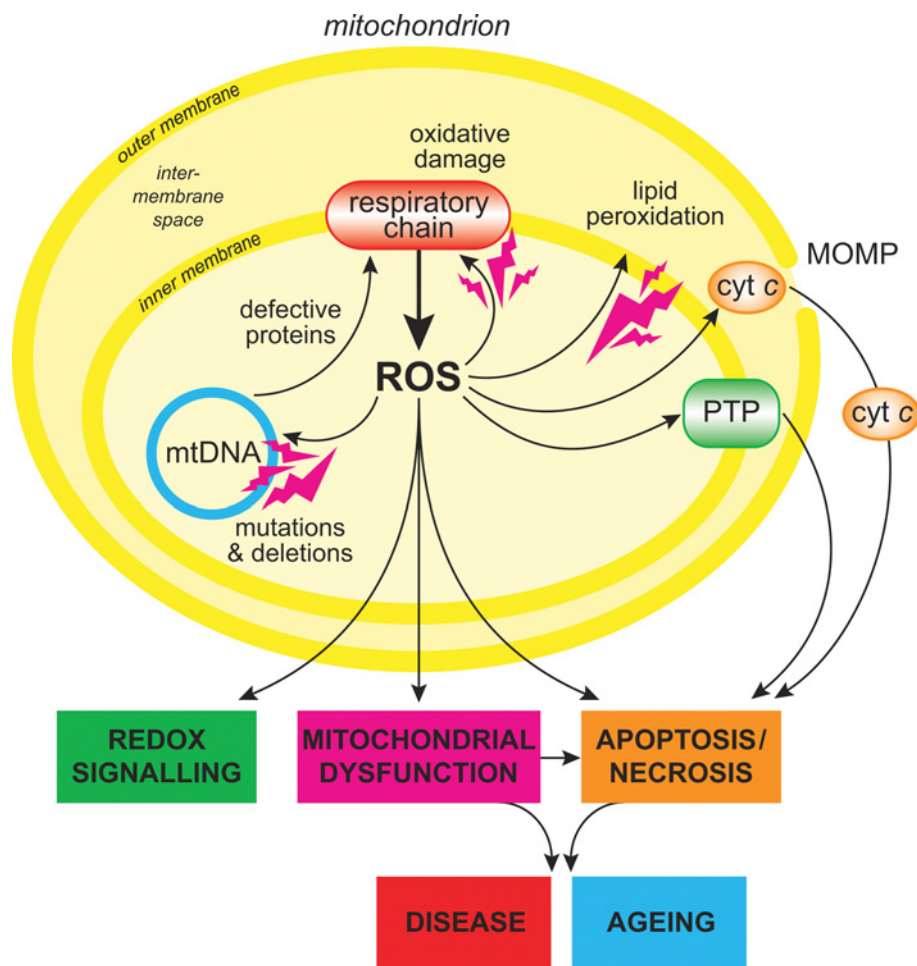 mitochondrion
outer membrane
inter-
membrane
space
inner membrane
oxidative
damage
respiratory
chain
lipid
peroxidation
MOMP
cyt c
defective
proteins
ROS
PTP
cyt c
mtDNA
mutations
& deletions
REDOX
SIGNALLING
MITOCHONDRIAL
DYSFUNCTION
APOPTOSIS/
NECROSIS
DISEASE
AGEING